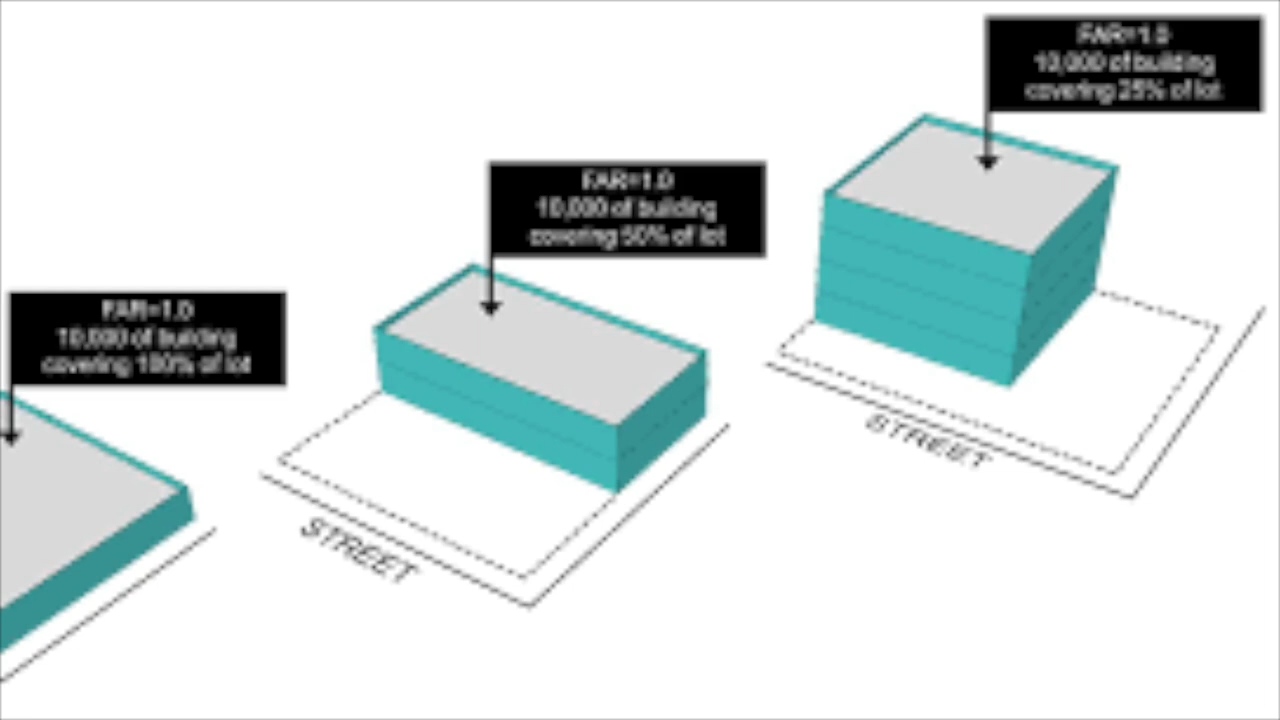 FAR=1.0
10,000 of building
covering 100% of lot
FAR=1.0
10,000 of building
covering 50% of lot
FAR=1.0
10,000 of building
covering 25% of lot
STREET
STREET